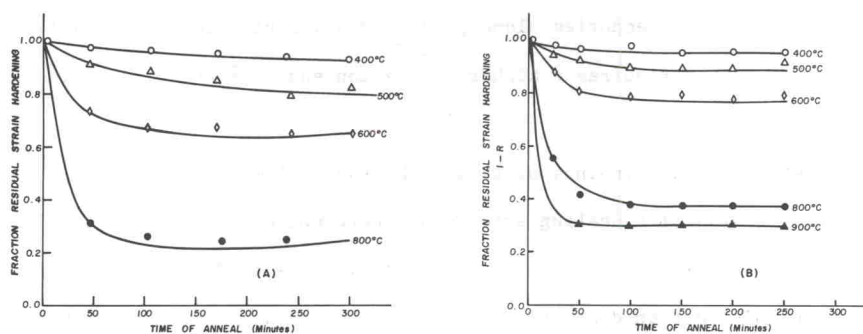 FRACTION RESIDUAL STRAIN HARDENING
1.00
0.8
0.6
0.4
0.2
0.0
400°C
500°C
600°C
800°C
(A)
0 50 100 150 200 250 300
TIME OF ANNEAL (Minutes)
FRACTION RESIDUAL STRAIN HARDENING
1-R
1.00
0.8
0.6
0.4
0.2
0.0
400°C
500°C
600°C
800°C
900°C
(B)
0 50 100 150 200 250 300
TIME OF ANNEAL (Minutes)